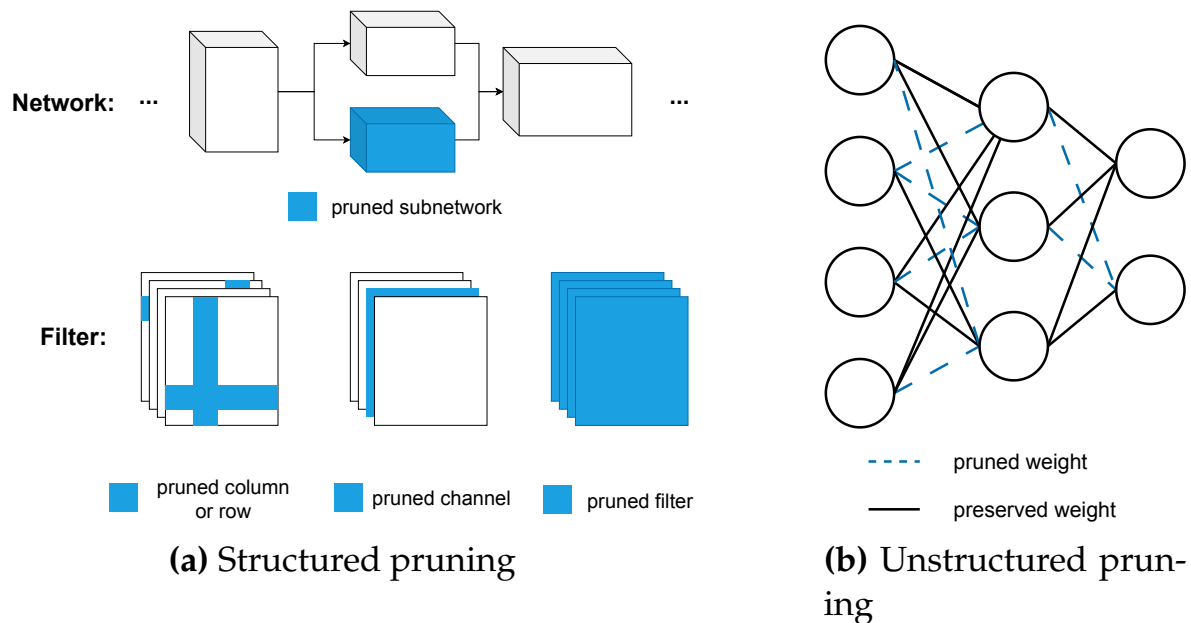 Network:
...
...
pruned subnetwork
Filter:
pruned column
or row
pruned channel
pruned filter
(a) Structured pruning
pruned weight
preserved weight
(b) Unstructured prun-
ing